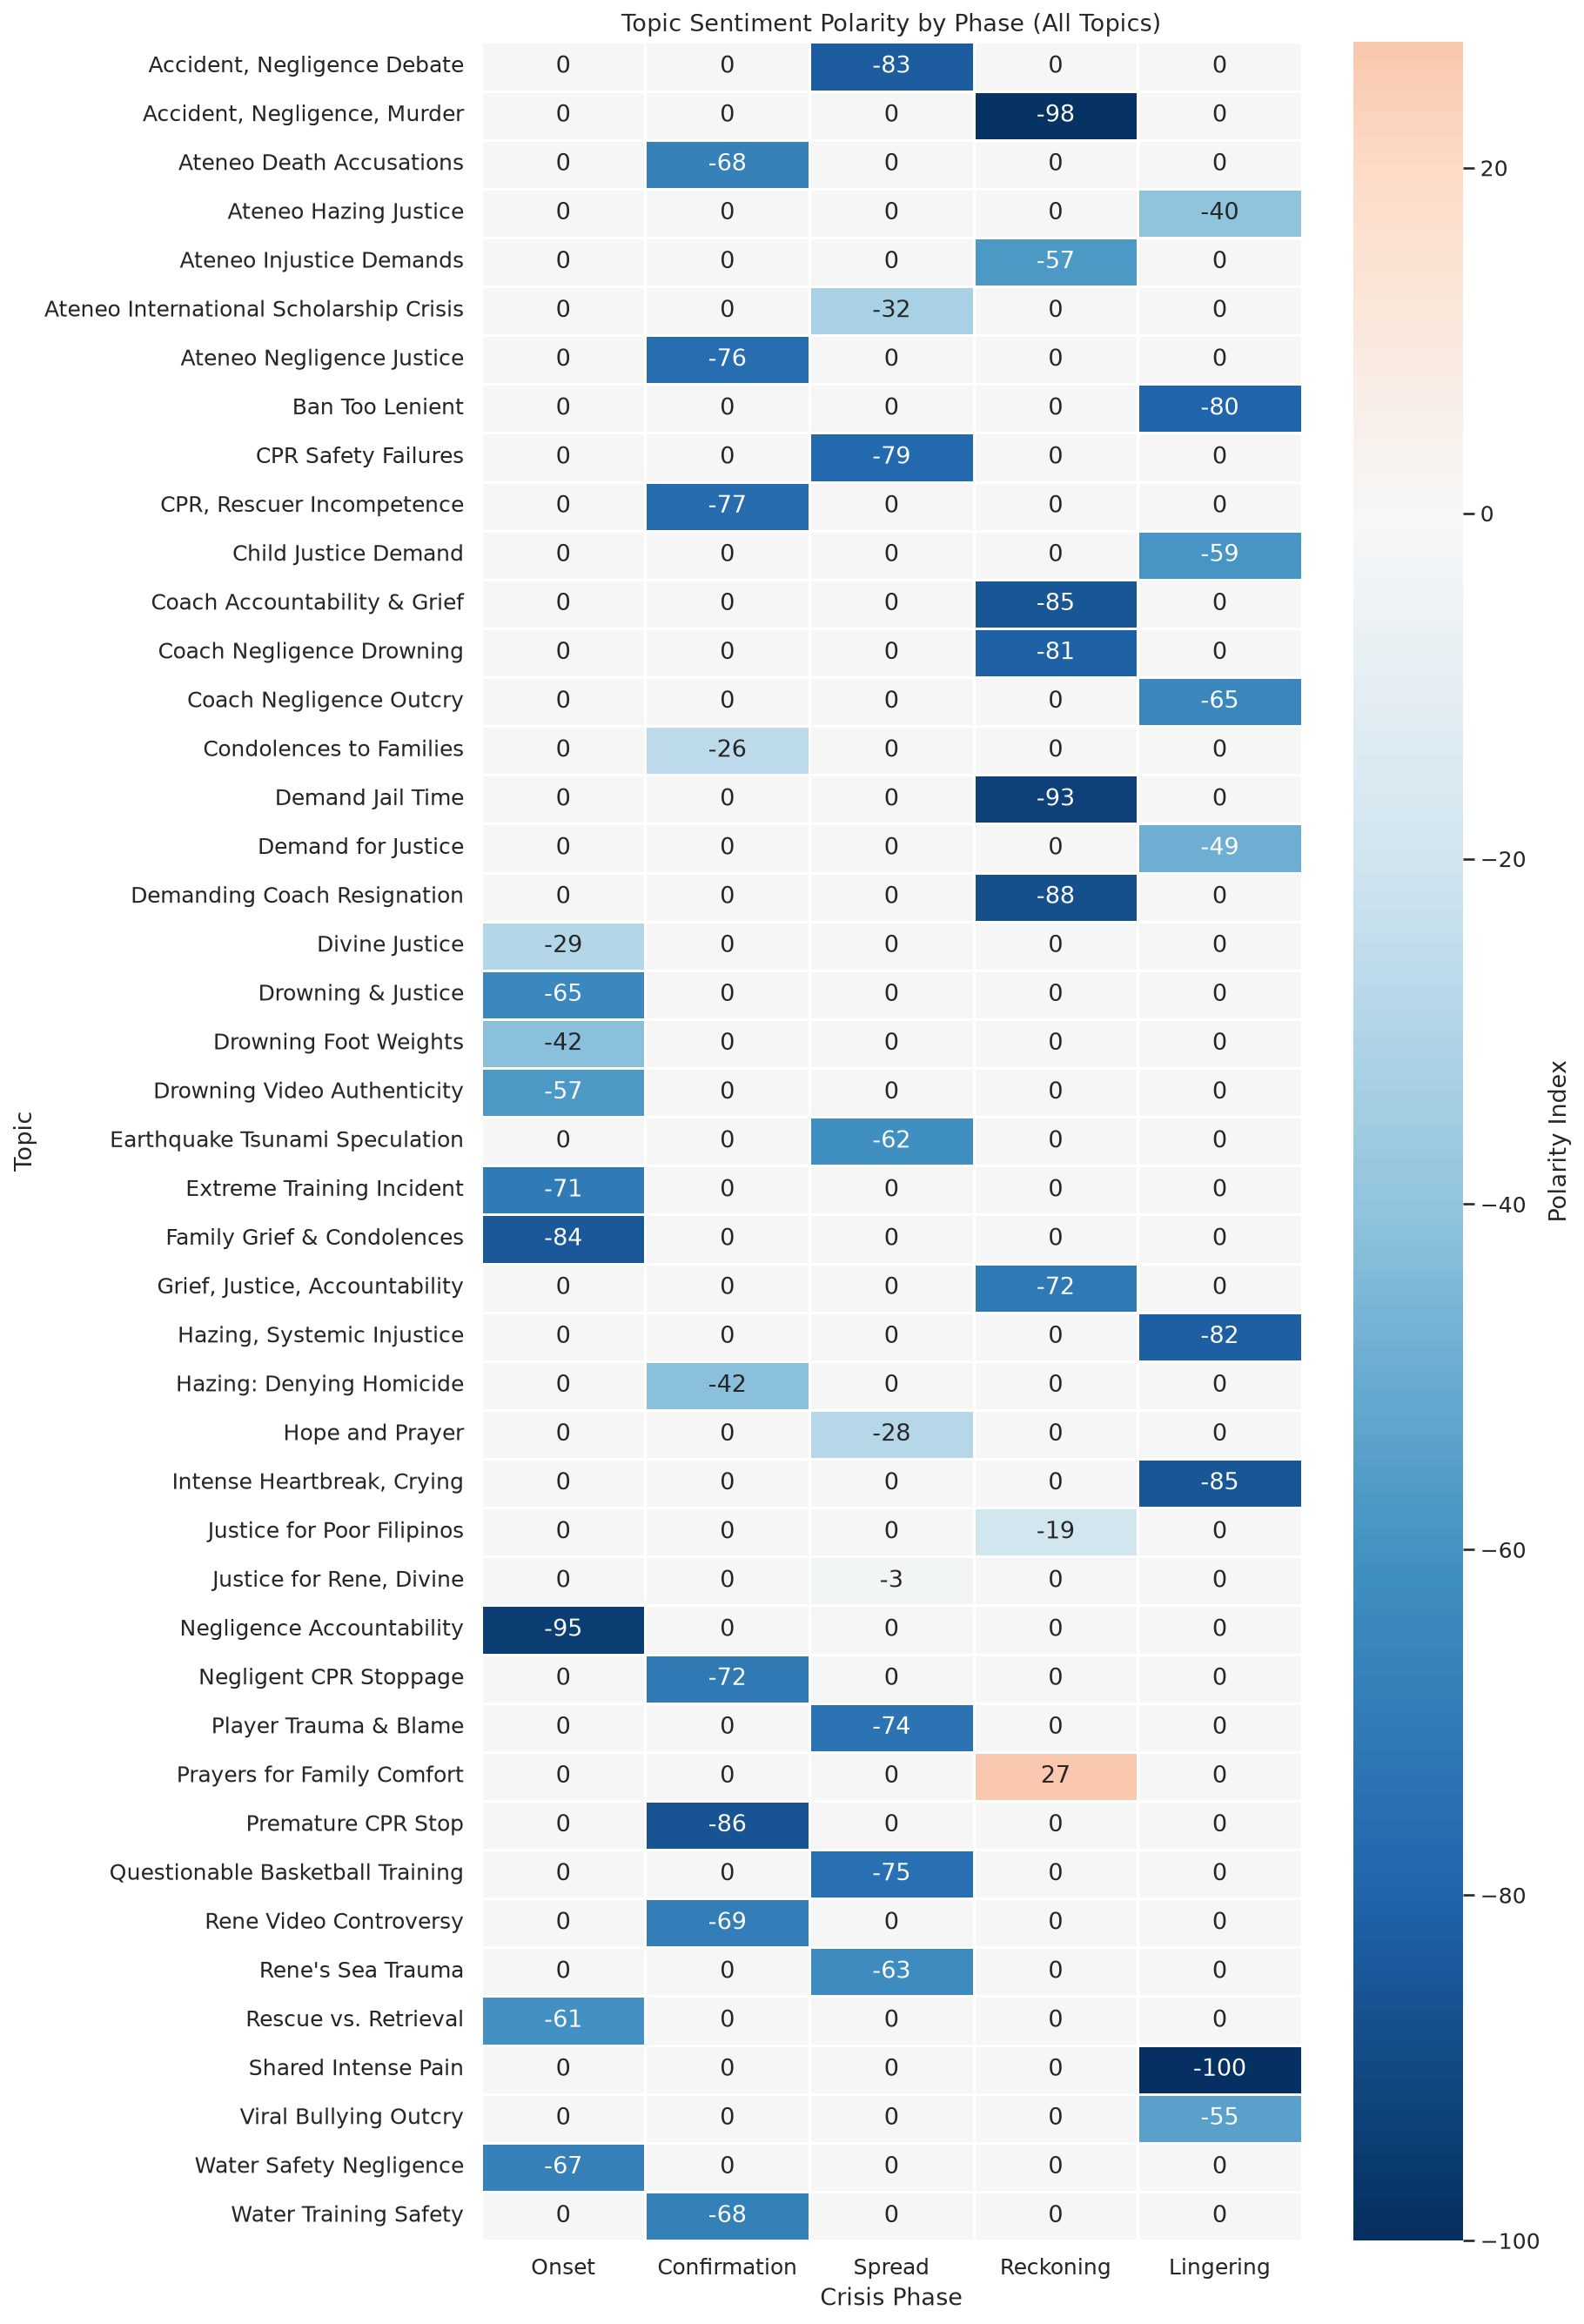 Topic Sentiment Polarity by Phase (All Topics)
Accident, Negligence Debate 0 0 -83 0 0
Accident, Negligence, Murder 0 0 0 -98 0
Ateneo Death Accusations 0 -68 0 0 0
Ateneo Hazing Justice 0 0 0 0 -40
Ateneo Injustice Demands 0 0 0 -57 0
Ateneo International Scholarship Crisis 0 0 -32 0 0
Ateneo Negligence Justice 0 -76 0 0 0
Ban Too Lenient 0 0 0 0 -80
CPR Safety Failures 0 0 -79 0 0
CPR, Rescuer Incompetence 0 -77 0 0 0
Child Justice Demand 0 0 0 0 -59
Coach Accountability & Grief 0 0 0 -85 0
Coach Negligence Drowning 0 0 0 -81 0
Coach Negligence Outcry 0 0 0 0 -65
Condolences to Families 0 -26 0 0 0
Demand Jail Time 0 0 0 -93 0
Demand for Justice 0 0 0 0 -49
Demanding Coach Resignation 0 0 0 -88 0
Divine Justice -29 0 0 0 0
Drowning & Justice -65 0 0 0 0
Drowning Foot Weights -42 0 0 0 0
Drowning Video Authenticity -57 0 0 0 0
Earthquake Tsunami Speculation 0 0 -62 0 0
Extreme Training Incident -71 0 0 0 0
Family Grief & Condolences -84 0 0 0 0
Grief, Justice, Accountability 0 0 0 -72 0
Hazing, Systemic Injustice 0 0 0 0 -82
Hazing: Denying Homicide 0 -42 0 0 0
Hope and Prayer 0 0 -28 0 0
Intense Heartbreak, Crying 0 0 0 0 -85
Justice for Poor Filipinos 0 0 0 -19 0
Justice for Rene, Divine 0 0 -3 0 0
Negligence Accountability -95 0 0 0 0
Negligent CPR Stoppage 0 -72 0 0 0
Player Trauma & Blame 0 0 -74 0 0
Prayers for Family Comfort 0 0 0 27 0
Premature CPR Stop 0 -86 0 0 0
Questionable Basketball Training 0 0 -75 0 0
Rene Video Controversy 0 -69 0 0 0
Rene's Sea Trauma 0 0 -63 0 0
Rescue vs. Retrieval -61 0 0 0 0
Shared Intense Pain 0 0 0 0 -100
Viral Bullying Outcry 0 0 0 0 -55
Water Safety Negligence -67 0 0 0 0
Water Training Safety 0 -68 0 0 0
Onset Confirmation Spread Reckoning Lingering
Crisis Phase
Topic
20
0
−20
−40
−60
−80
−100
Polarity Index